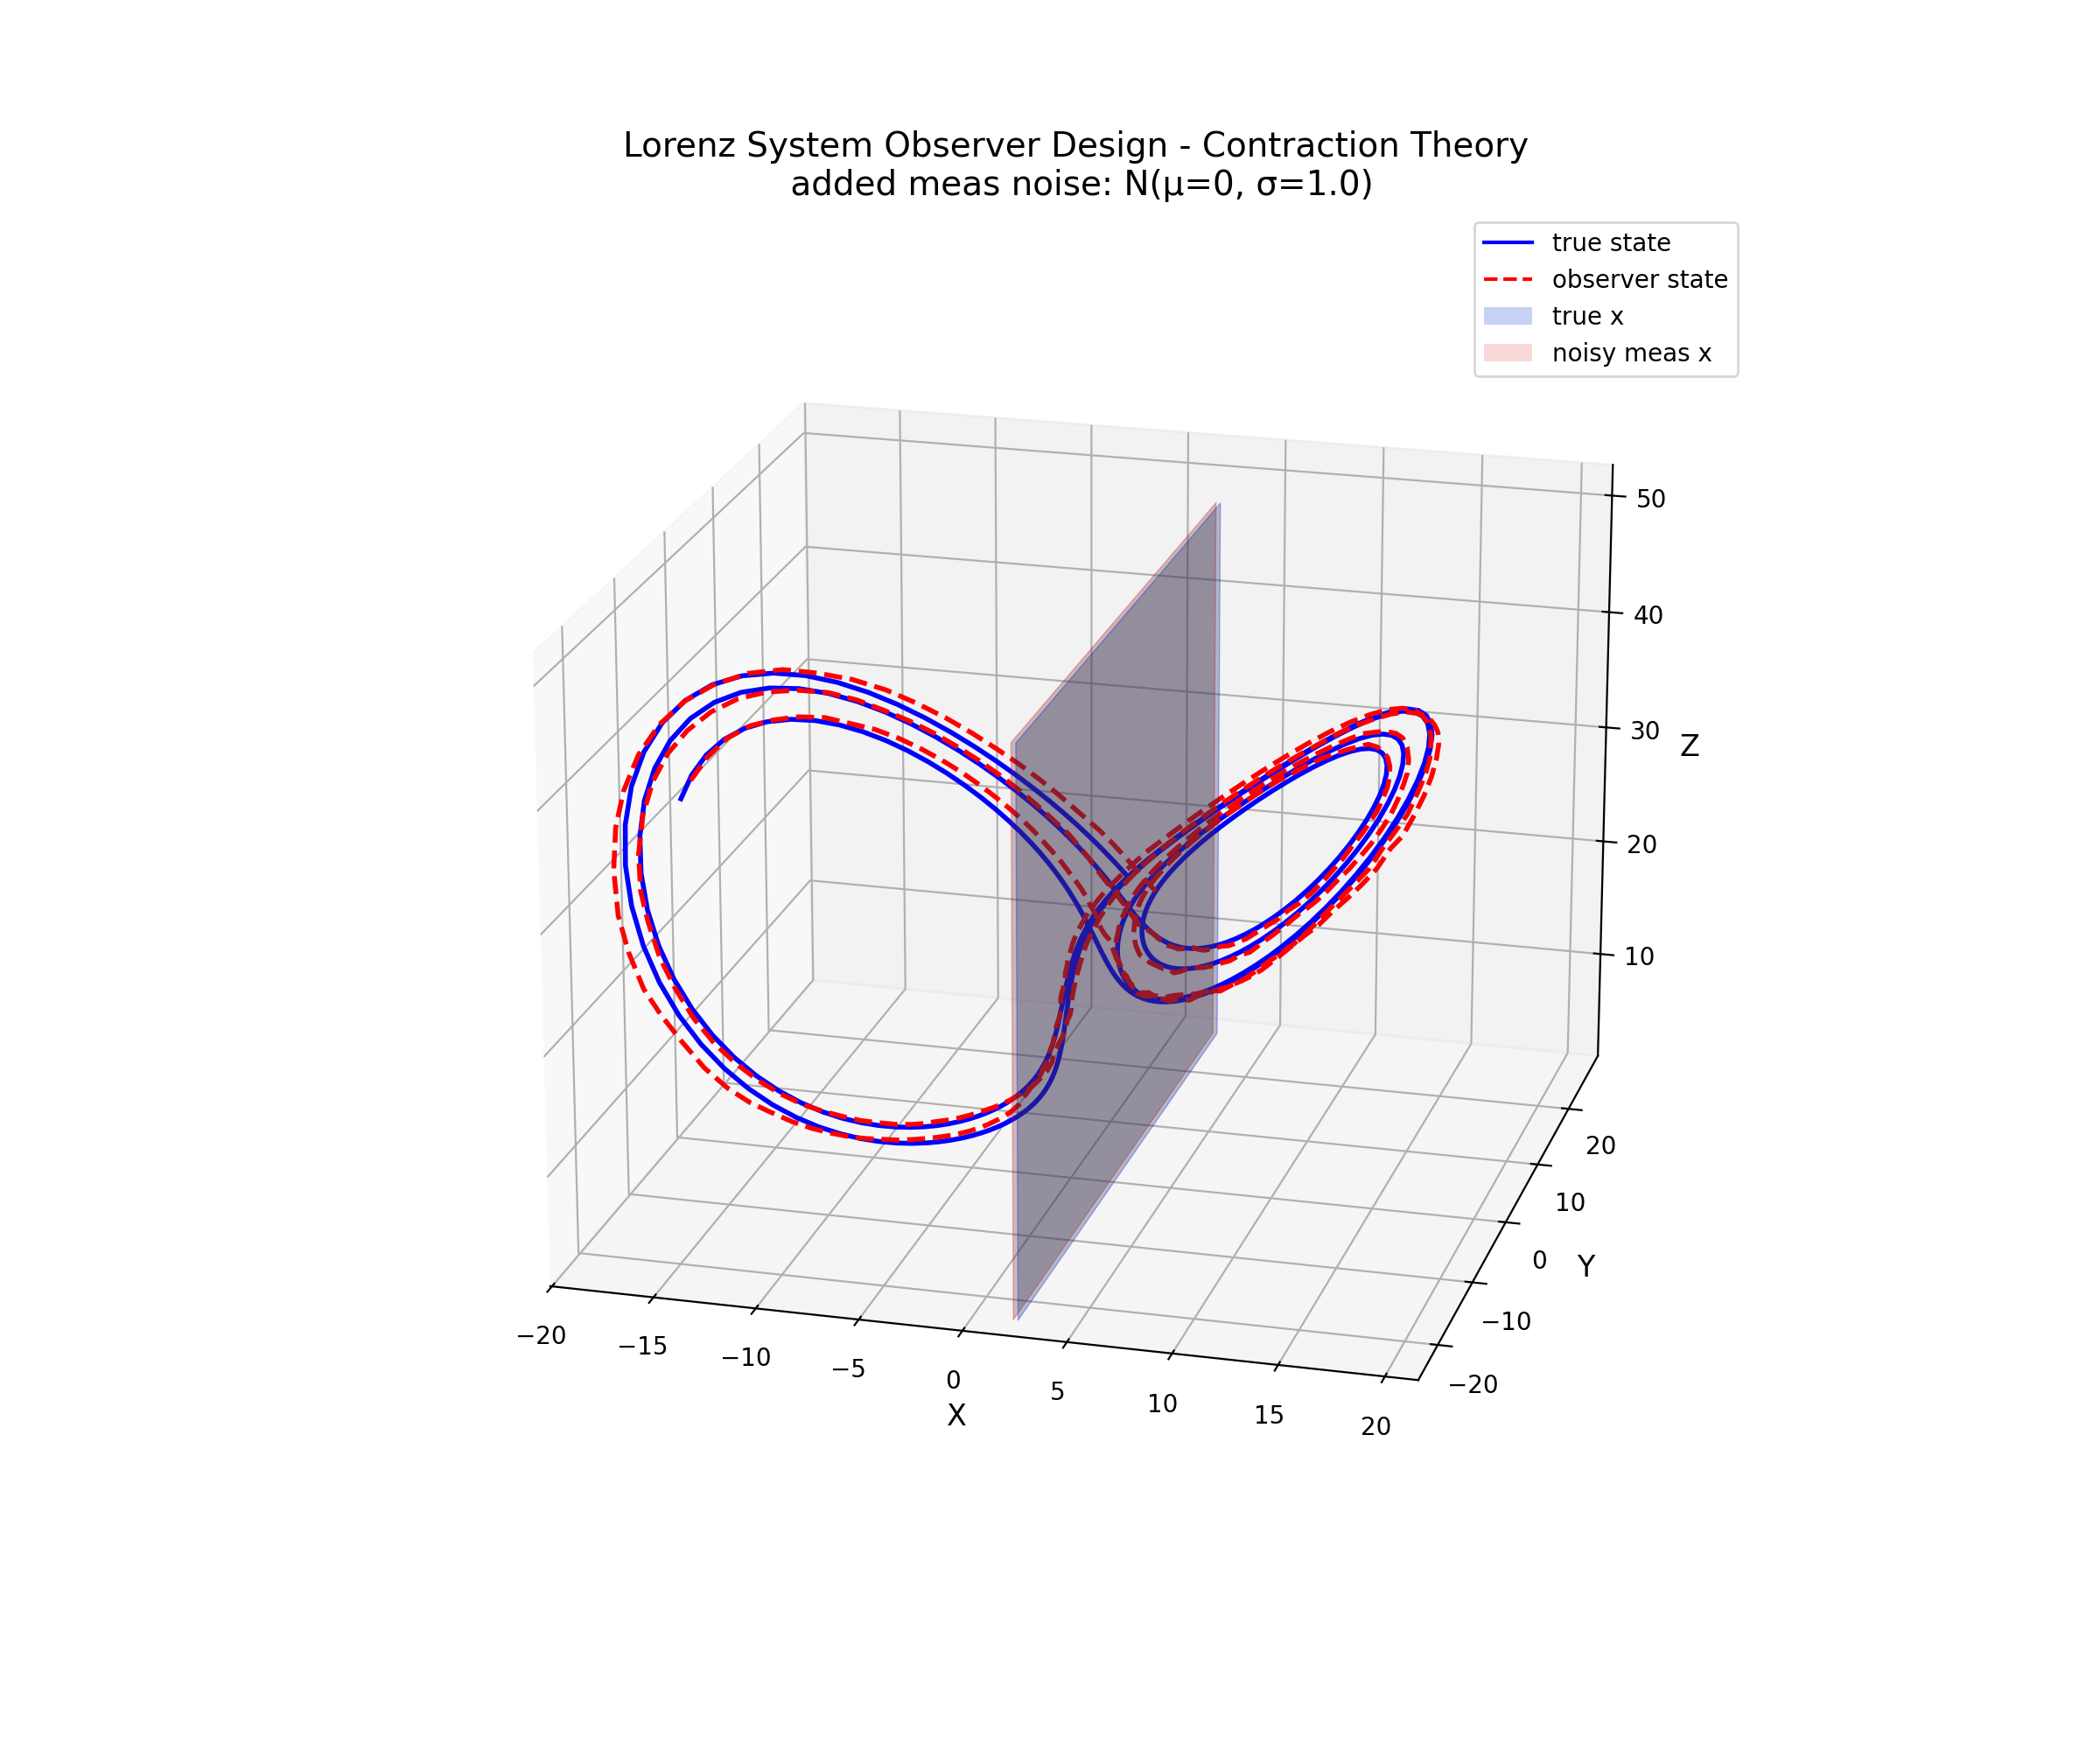 Lorenz System Observer Design - Contraction Theory
added meas noise: N(μ=0, σ=1.0)
true state
observer state
true x
noisy meas x
50
40
30
Z
20
10
20
10
0
Y
−10
−20
−20
−15
−10
−5
0
5
10
15
20
X